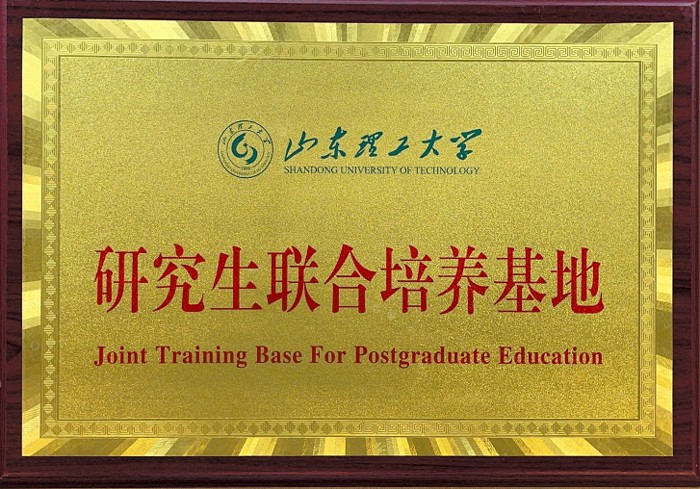 山东理工大学
SHANDONG UNIVERSITY OF TECHNOLOGY
研究生联合培养基地
Joint Training Base For Postgraduate Education